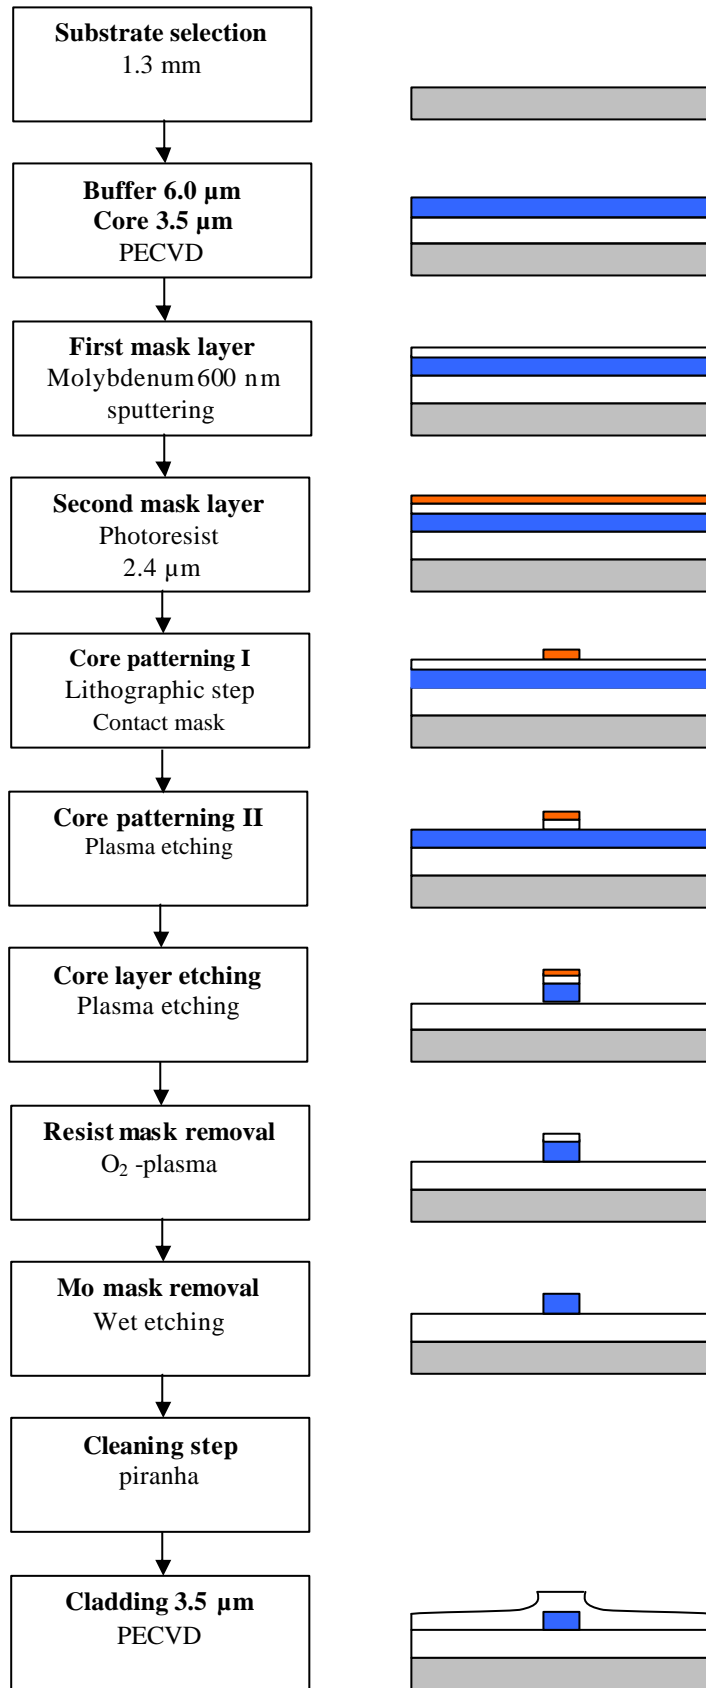 Substrate selection
1.3 mm
Buffer 6.0 µm
Core 3.5 µm
PECVD
First mask layer
Molybdenum 600 nm
sputtering
Second mask layer
Photoresist
2.4 µm
Core patterning I
Lithographic step
Contact mask
Core patterning II
Plasma etching
Core layer etching
Plasma etching
Resist mask removal
O₂ -plasma
Mo mask removal
Wet etching
Cleaning step
piranha
Cladding 3.5 µm
PECVD